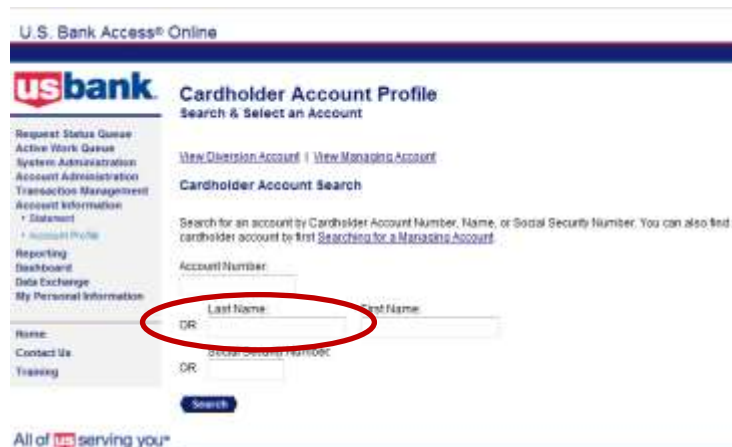 U.S. Bank Access® Online
usbank.
Cardholder Account Profile
Search & Select an Account
Request Status Queue
Active Work Queue
System Administration
Account Administration
Transaction Management
Account Information
• Statement
• Account Profile
Reporting
Dashboard
Data Exchange
My Personal Information
Home
Contact Us
Training
View Diversion Account | View Managing Account
Cardholder Account Search
Search for an account by Cardholder Account Number, Name, or Social Security Number. You can also find
cardholder account by first Searching for a Managing Account.
Account Number:
Last Name: First Name:
OR
Social Security Number:
OR
Search
All of us serving you